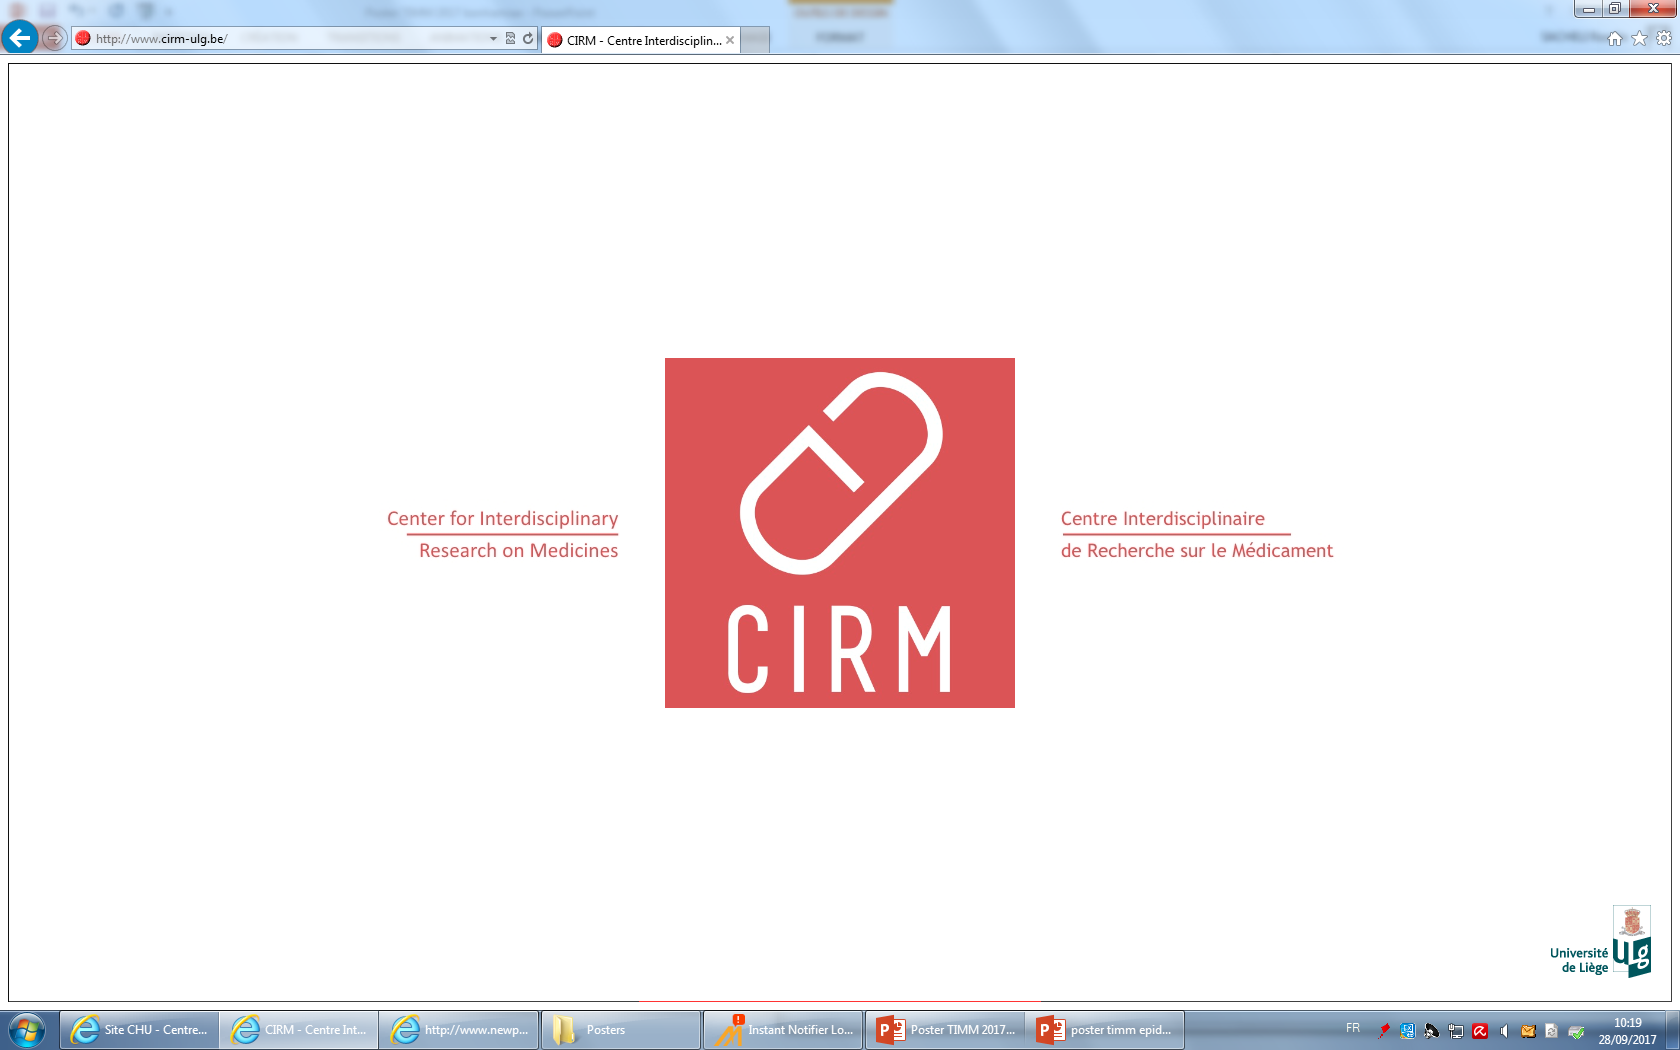 http://www.cirm-ulg.be/
CIRM - Centre Interdisciplin...
FORMAT
Center for Interdisciplinary
Research on Medicines
CIRM
Centre Interdisciplinaire
de Recherche sur le Médicament
Université
de Liège
ULg
Site CHU - Centre...
CIRM - Centre Int...
http://www.newp...
Posters
Instant Notifier Lo...
Poster TIMM 2017...
poster timm epid...
FR
10:19
28/09/2017